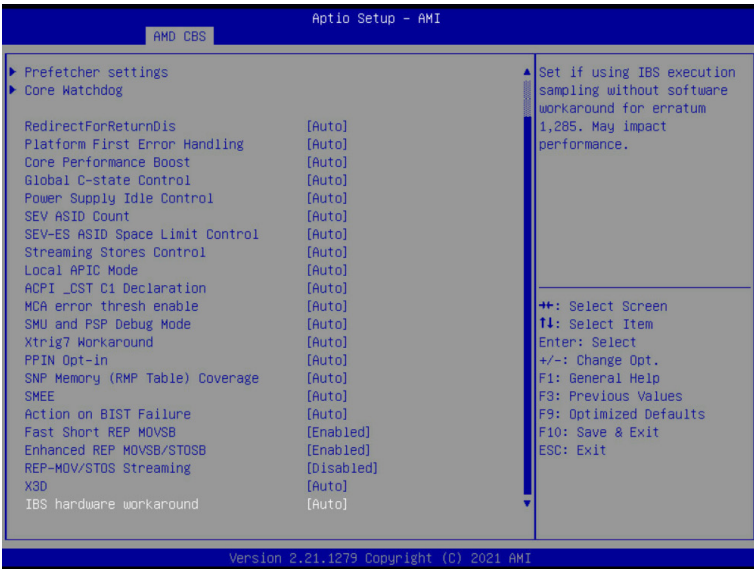 Aptio Setup – AMI
AMD CBS
Prefetcher settings
Core Watchdog
RedirectForReturnDis [Auto]
Platform First Error Handling [Auto]
Core Performance Boost [Auto]
Global C-state Control [Auto]
Power Supply Idle Control [Auto]
SEV ASID Count [Auto]
SEV-ES ASID Space Limit Control [Auto]
Streaming Stores Control [Auto]
Local APIC Mode [Auto]
ACPI _CST C1 Declaration [Auto]
MCA error thresh enable [Auto]
SMU and PSP Debug Mode [Auto]
Xtrig7 Workaround [Auto]
PPIN Opt-in [Auto]
SNP Memory (RMP Table) Coverage [Auto]
SMEE [Auto]
Action on BIST Failure [Auto]
Fast Short REP MOVSB [Enabled]
Enhanced REP MOVSB/STOSB [Enabled]
REP-MOV/STOS Streaming [Disabled]
X3D [Auto]
IBS hardware workaround [Auto]
Set if using IBS execution
sampling without software
workaround for erratum
1,285. May impact
performance.
→←: Select Screen
↑↓: Select Item
Enter: Select
+/-: Change Opt.
F1: General Help
F3: Previous Values
F9: Optimized Defaults
F10: Save & Exit
ESC: Exit
Version 2.21.1279 Copyright (C) 2021 AMI